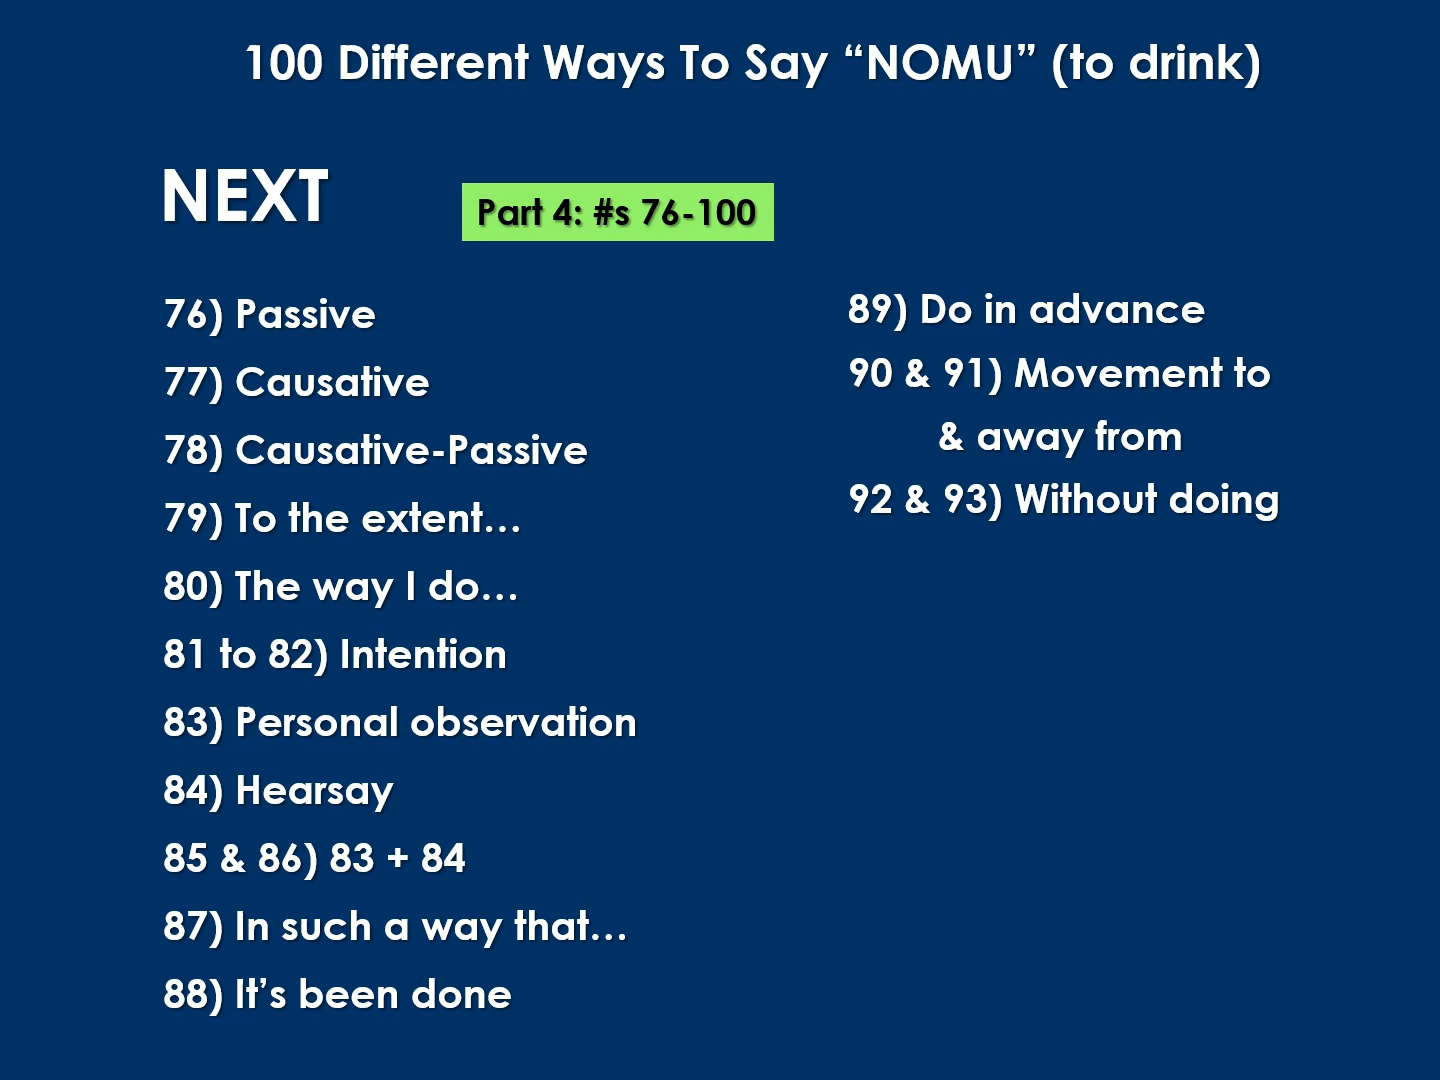 100 Different Ways To Say “NOMU” (to drink)
NEXT
Part 4: #s 76-100
76) Passive
77) Causative
78) Causative-Passive
79) To the extent…
80) The way I do…
81 to 82) Intention
83) Personal observation
84) Hearsay
85 & 86) 83 + 84
87) In such a way that…
88) It’s been done
89) Do in advance
90 & 91) Movement to
& away from
92 & 93) Without doing